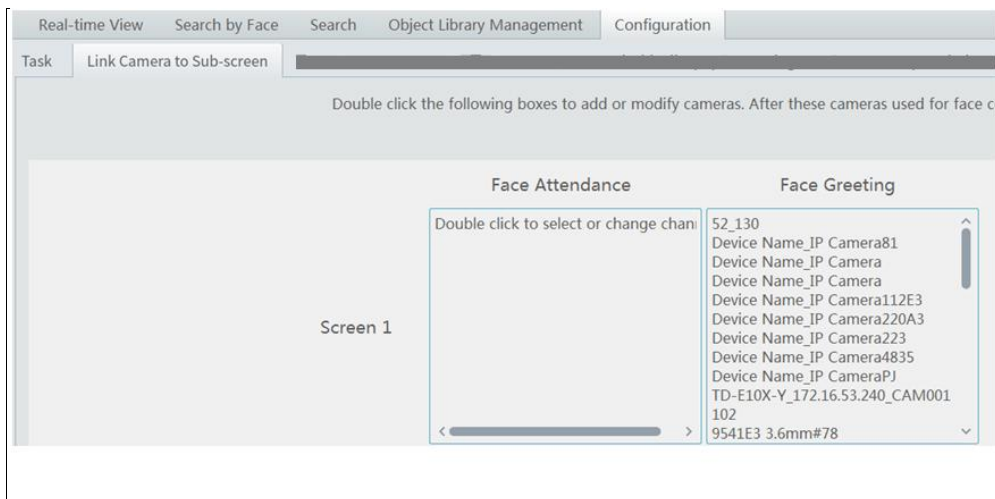 Real-time View Search by Face Search Object Library Management Configuration
Task Link Camera to Sub-screen
Double click the following boxes to add or modify cameras. After these cameras used for face c
Face Attendance Face Greeting
Double click to select or change chan
52_130
Device Name_IP Camera81
Device Name_IP Camera
Device Name_IP Camera
Device Name_IP Camera112E3
Device Name_IP Camera220A3
Screen 1
Device Name_IP Camera223
Device Name_IP Camera4835
Device Name_IP CameraPJ
TD-E10X-Y_172.16.53.240_CAM001
102
9541E3 3.6mm#78